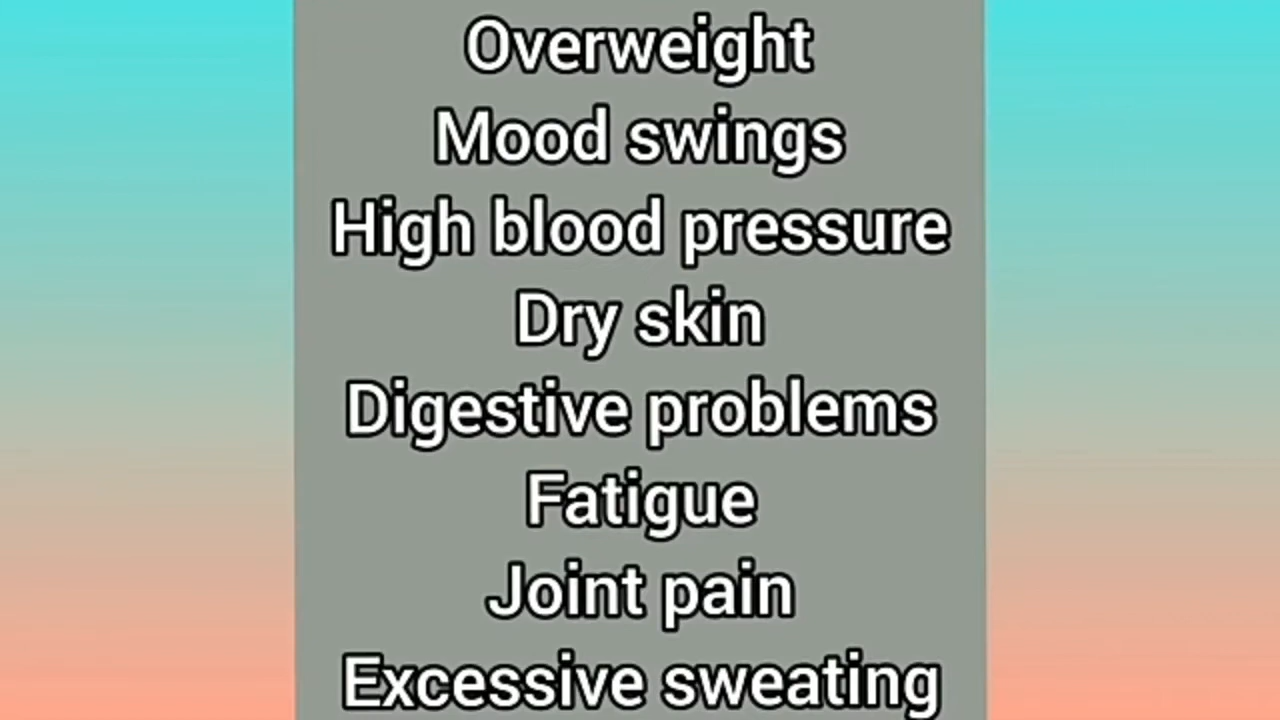 Overweight
Mood swings
High blood pressure
Dry skin
Digestive problems
Fatigue
Joint pain
Excessive sweating